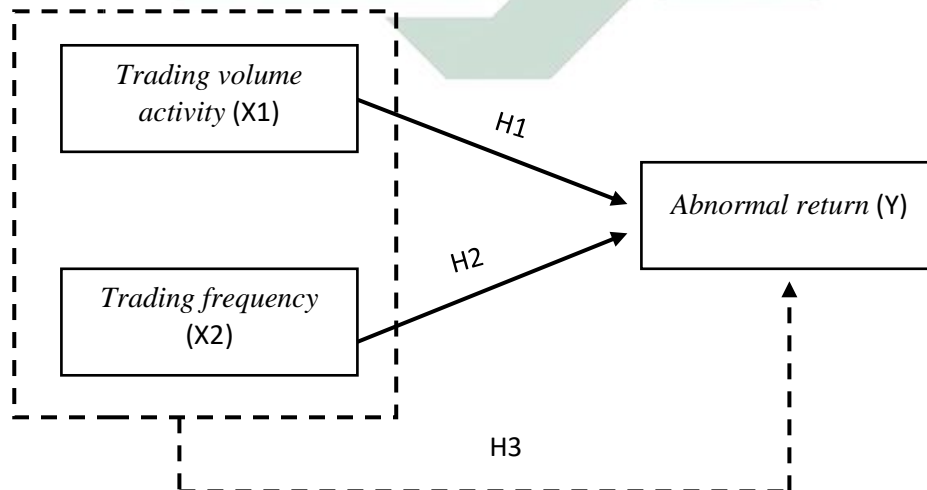 Trading volume
activity (X1)
H1
Abnormal return (Y)
H2
Trading frequency
(X2)
H3